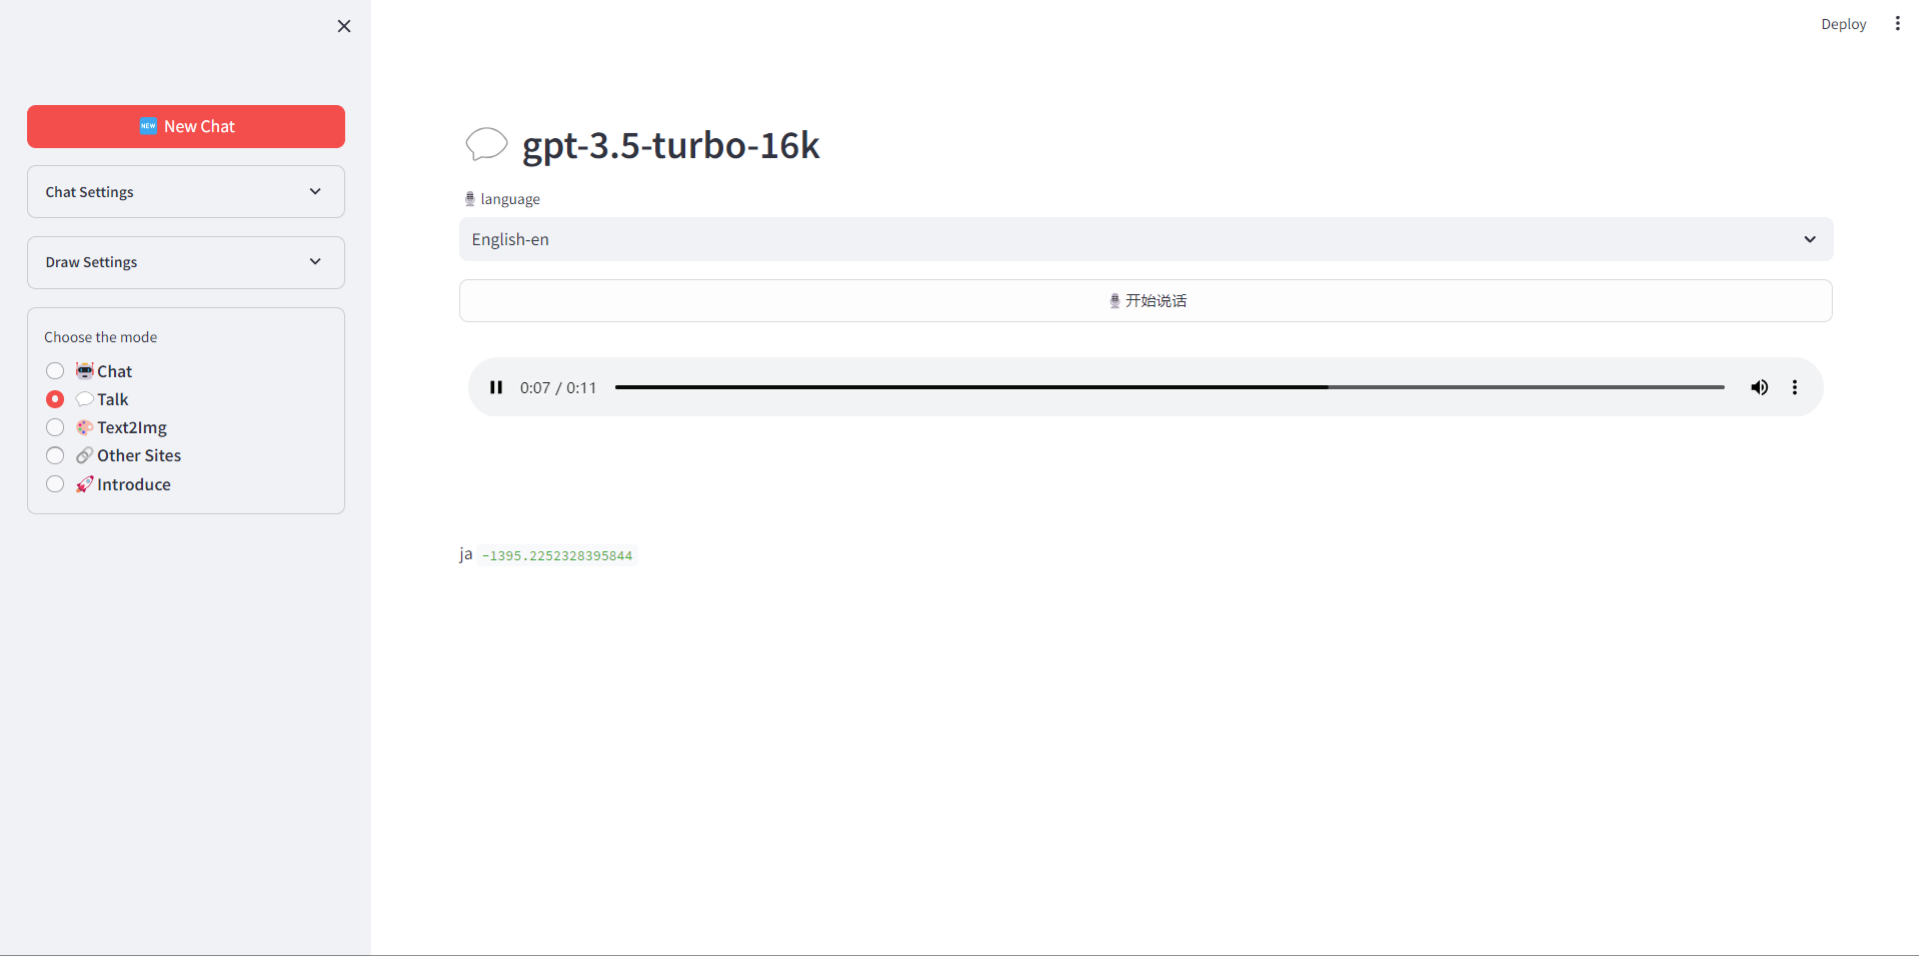 Deploy
NEW New Chat
Chat Settings
Draw Settings
Choose the mode
Chat
Talk
Text2Img
Other Sites
Introduce
gpt-3.5-turbo-16k
language
English-en
开始说话
0:07 / 0:11
ja -1395.2252328395844